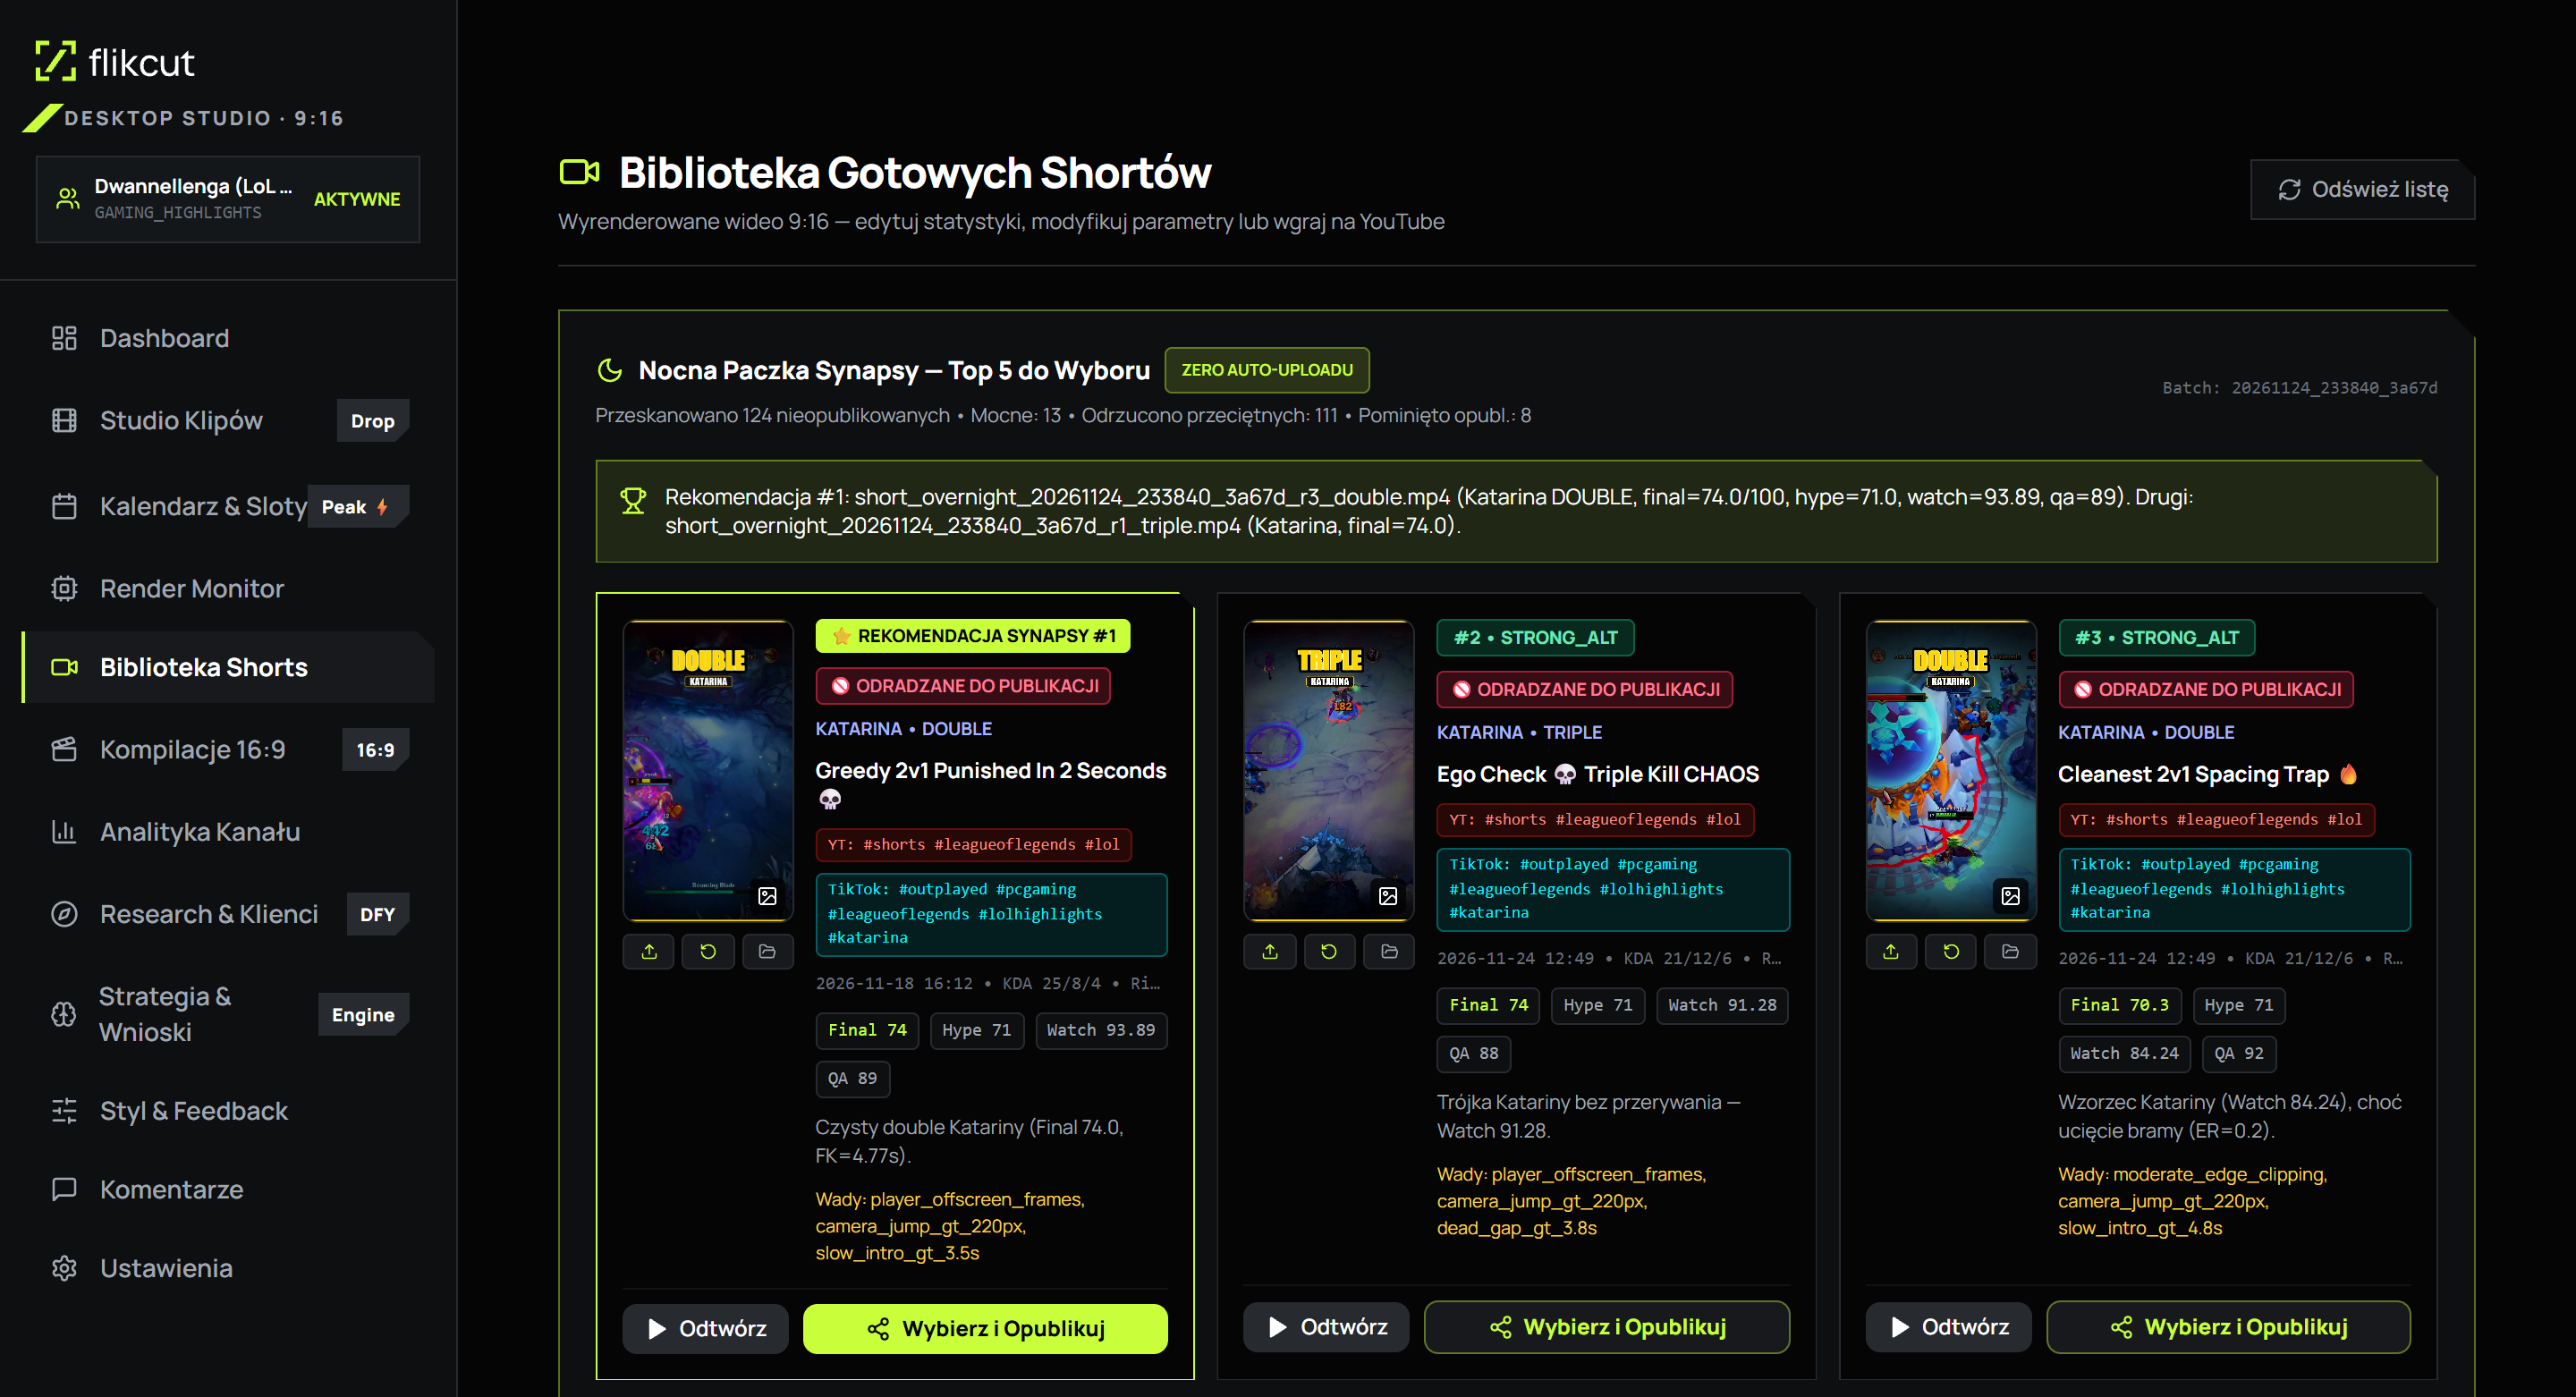 flikcut
DESKTOP STUDIO · 9:16
Dwannellenga (LoL ...
GAMING_HIGHLIGHTS
AKTYWNE
Dashboard
Studio Klipów
Drop
Kalendarz & Sloty
Peak ⚡
Render Monitor
Biblioteka Shorts
Kompilacje 16:9
16:9
Analityka Kanału
Research & Klienci
DFY
Strategia &
Wnioski
Engine
Styl & Feedback
Komentarze
Ustawienia
Biblioteka Gotowych Shortów
Wyrenderowane wideo 9:16 — edytuj statystyki, modyfikuj parametry lub wgraj na YouTube
Odśwież listę
Nocna Paczka Synapsy — Top 5 do Wyboru
ZERO AUTO-UPLOADU
Przeskanowano 124 nieopublikowanych • Mocne: 13 • Odrzucono przeciętnych: 111 • Pominięto opubl.: 8
Batch: 20261124_233840_3a67d
Rekomendacja #1: short_overnight_20261124_233840_3a67d_r3_double.mp4 (Katarina DOUBLE, final=74.0/100, hype=71.0, watch=93.89, qa=89). Drugi:
short_overnight_20261124_233840_3a67d_r1_triple.mp4 (Katarina, final=74.0).
DOUBLE
KATARINA
442
Bouncing Blade
⭐ REKOMENDACJA SYNAPSY #1
🚫 ODRADZANE DO PUBLIKACJI
KATARINA • DOUBLE
Greedy 2v1 Punished In 2 Seconds
💀
YT: #shorts #leagueoflegends #lol
TikTok: #outplayed #pcgaming
#leagueoflegends #lolhighlights
#katarina
2026-11-18 16:12 • KDA 25/8/4 • Ri…
Final 74
Hype 71
Watch 93.89
QA 89
Czysty double Katariny (Final 74.0,
FK=4.77s).
Wady: player_offscreen_frames,
camera_jump_gt_220px,
slow_intro_gt_3.5s
Odtwórz
Wybierz i Opublikuj
TRIPLE
KATARINA
182
#2 • STRONG_ALT
🚫 ODRADZANE DO PUBLIKACJI
KATARINA • TRIPLE
Ego Check 💀 Triple Kill CHAOS
YT: #shorts #leagueoflegends #lol
TikTok: #outplayed #pcgaming
#leagueoflegends #lolhighlights
#katarina
2026-11-24 12:49 • KDA 21/12/6 • R…
Final 74
Hype 71
Watch 91.28
QA 88
Trójka Katariny bez przerywania —
Watch 91.28.
Wady: player_offscreen_frames,
camera_jump_gt_220px,
dead_gap_gt_3.8s
Odtwórz
Wybierz i Opublikuj
DOUBLE
KATARINA
#3 • STRONG_ALT
🚫 ODRADZANE DO PUBLIKACJI
KATARINA • DOUBLE
Cleanest 2v1 Spacing Trap 🔥
YT: #shorts #leagueoflegends #lol
TikTok: #outplayed #pcgaming
#leagueoflegends #lolhighlights
#katarina
2026-11-24 12:49 • KDA 21/12/6 • R…
Final 70.3
Hype 71
Watch 84.24
QA 92
Wzorzec Katariny (Watch 84.24), choć
ucięcie bramy (ER=0.2).
Wady: moderate_edge_clipping,
camera_jump_gt_220px,
slow_intro_gt_4.8s
Odtwórz
Wybierz i Opublikuj